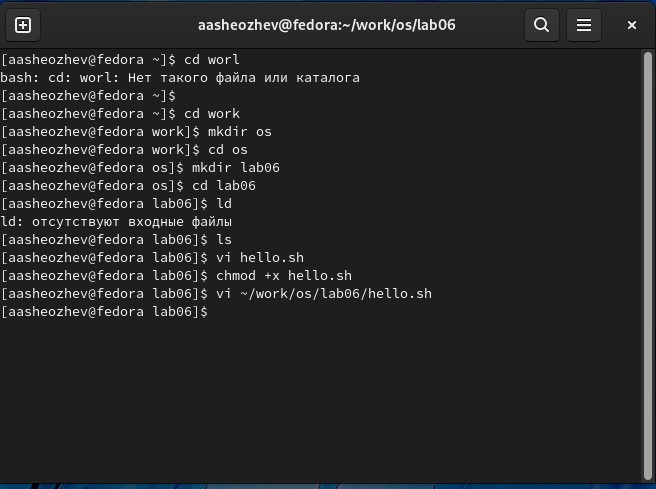 aasheozhev@fedora:~/work/os/lab06
[aasheozhev@fedora ~]$ cd worl
bash: cd: worl: Нет такого файла или каталога
[aasheozhev@fedora ~]$
[aasheozhev@fedora ~]$ cd work
[aasheozhev@fedora work]$ mkdir os
[aasheozhev@fedora work]$ cd os
[aasheozhev@fedora os]$ mkdir lab06
[aasheozhev@fedora os]$ cd lab06
[aasheozhev@fedora lab06]$ ld
ld: отсутствуют входные файлы
[aasheozhev@fedora lab06]$ ls
[aasheozhev@fedora lab06]$ vi hello.sh
[aasheozhev@fedora lab06]$ chmod +x hello.sh
[aasheozhev@fedora lab06]$ vi ~/work/os/lab06/hello.sh
[aasheozhev@fedora lab06]$